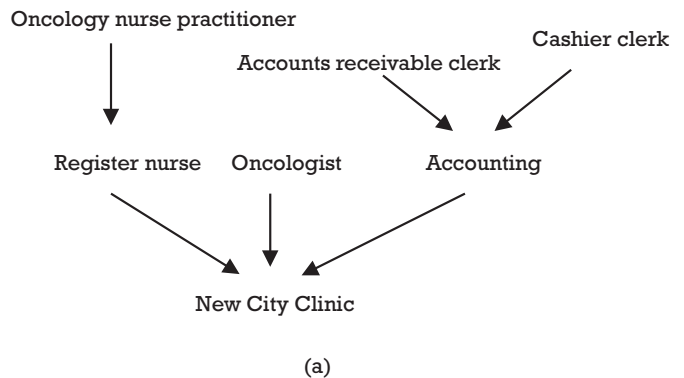 Oncology nurse practitioner
Cashier clerk
Accounts receivable clerk
Register nurse
Oncologist
Accounting
New City Clinic
(a)